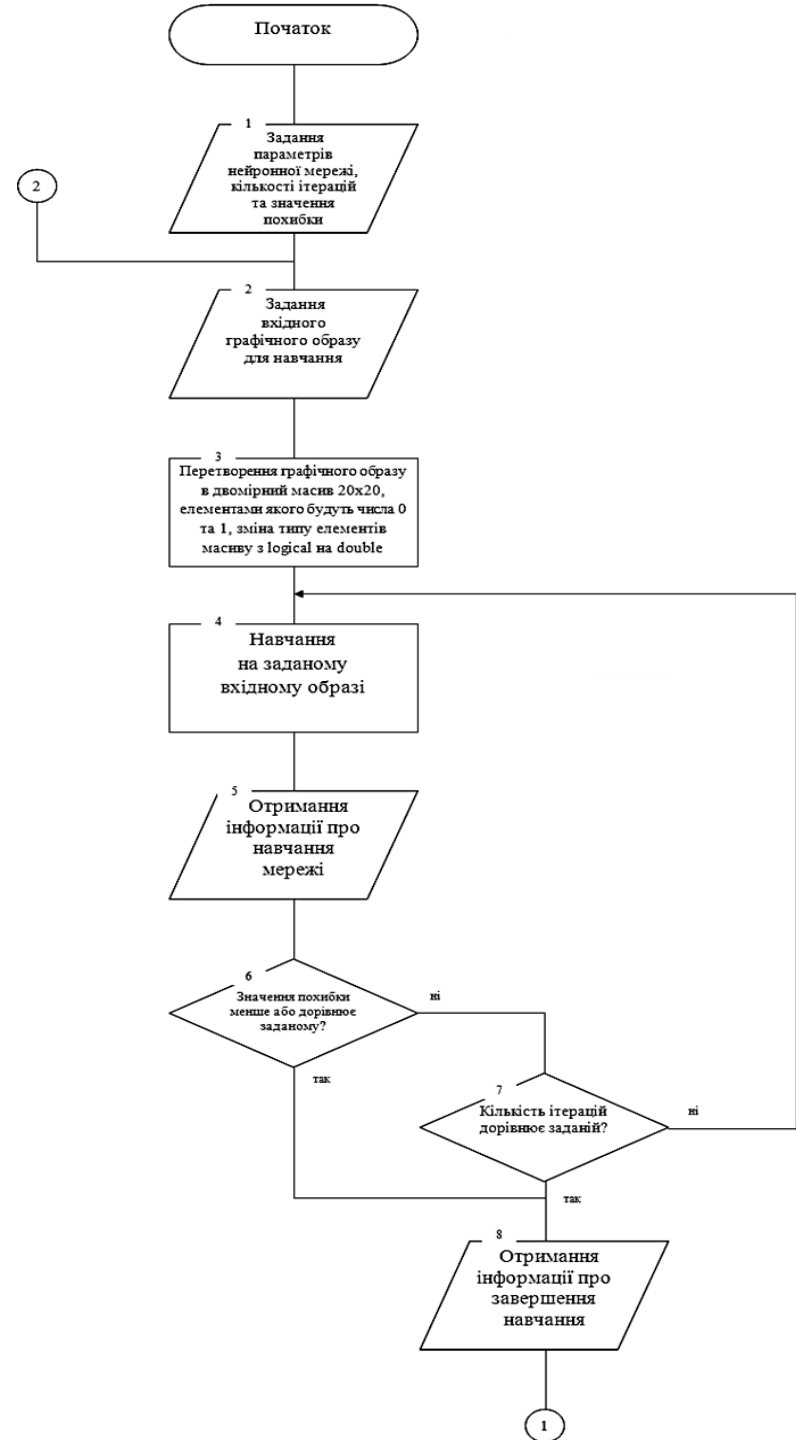 Початок
1
Задання
параметрів
нейронної мережі,
кількості ітерацій
та значення
похибки
2
2
Задання
вхідного
графічного образу
для навчання
3
Перетворення графічного образу
в двомірний масив 20x20,
елементами якого будуть числа 0
та 1, зміна типу елементів
масиву з logical на double
4
Навчання
на заданому
вхідному образі
5
Отримання
інформації про
навчання
мережі
6
Значення похибки
менше або дорівнює
заданому?
ні
так
7
Кількість ітерацій
дорівнює заданій?
ні
так
8
Отримання
інформації про
завершення
навчання
1